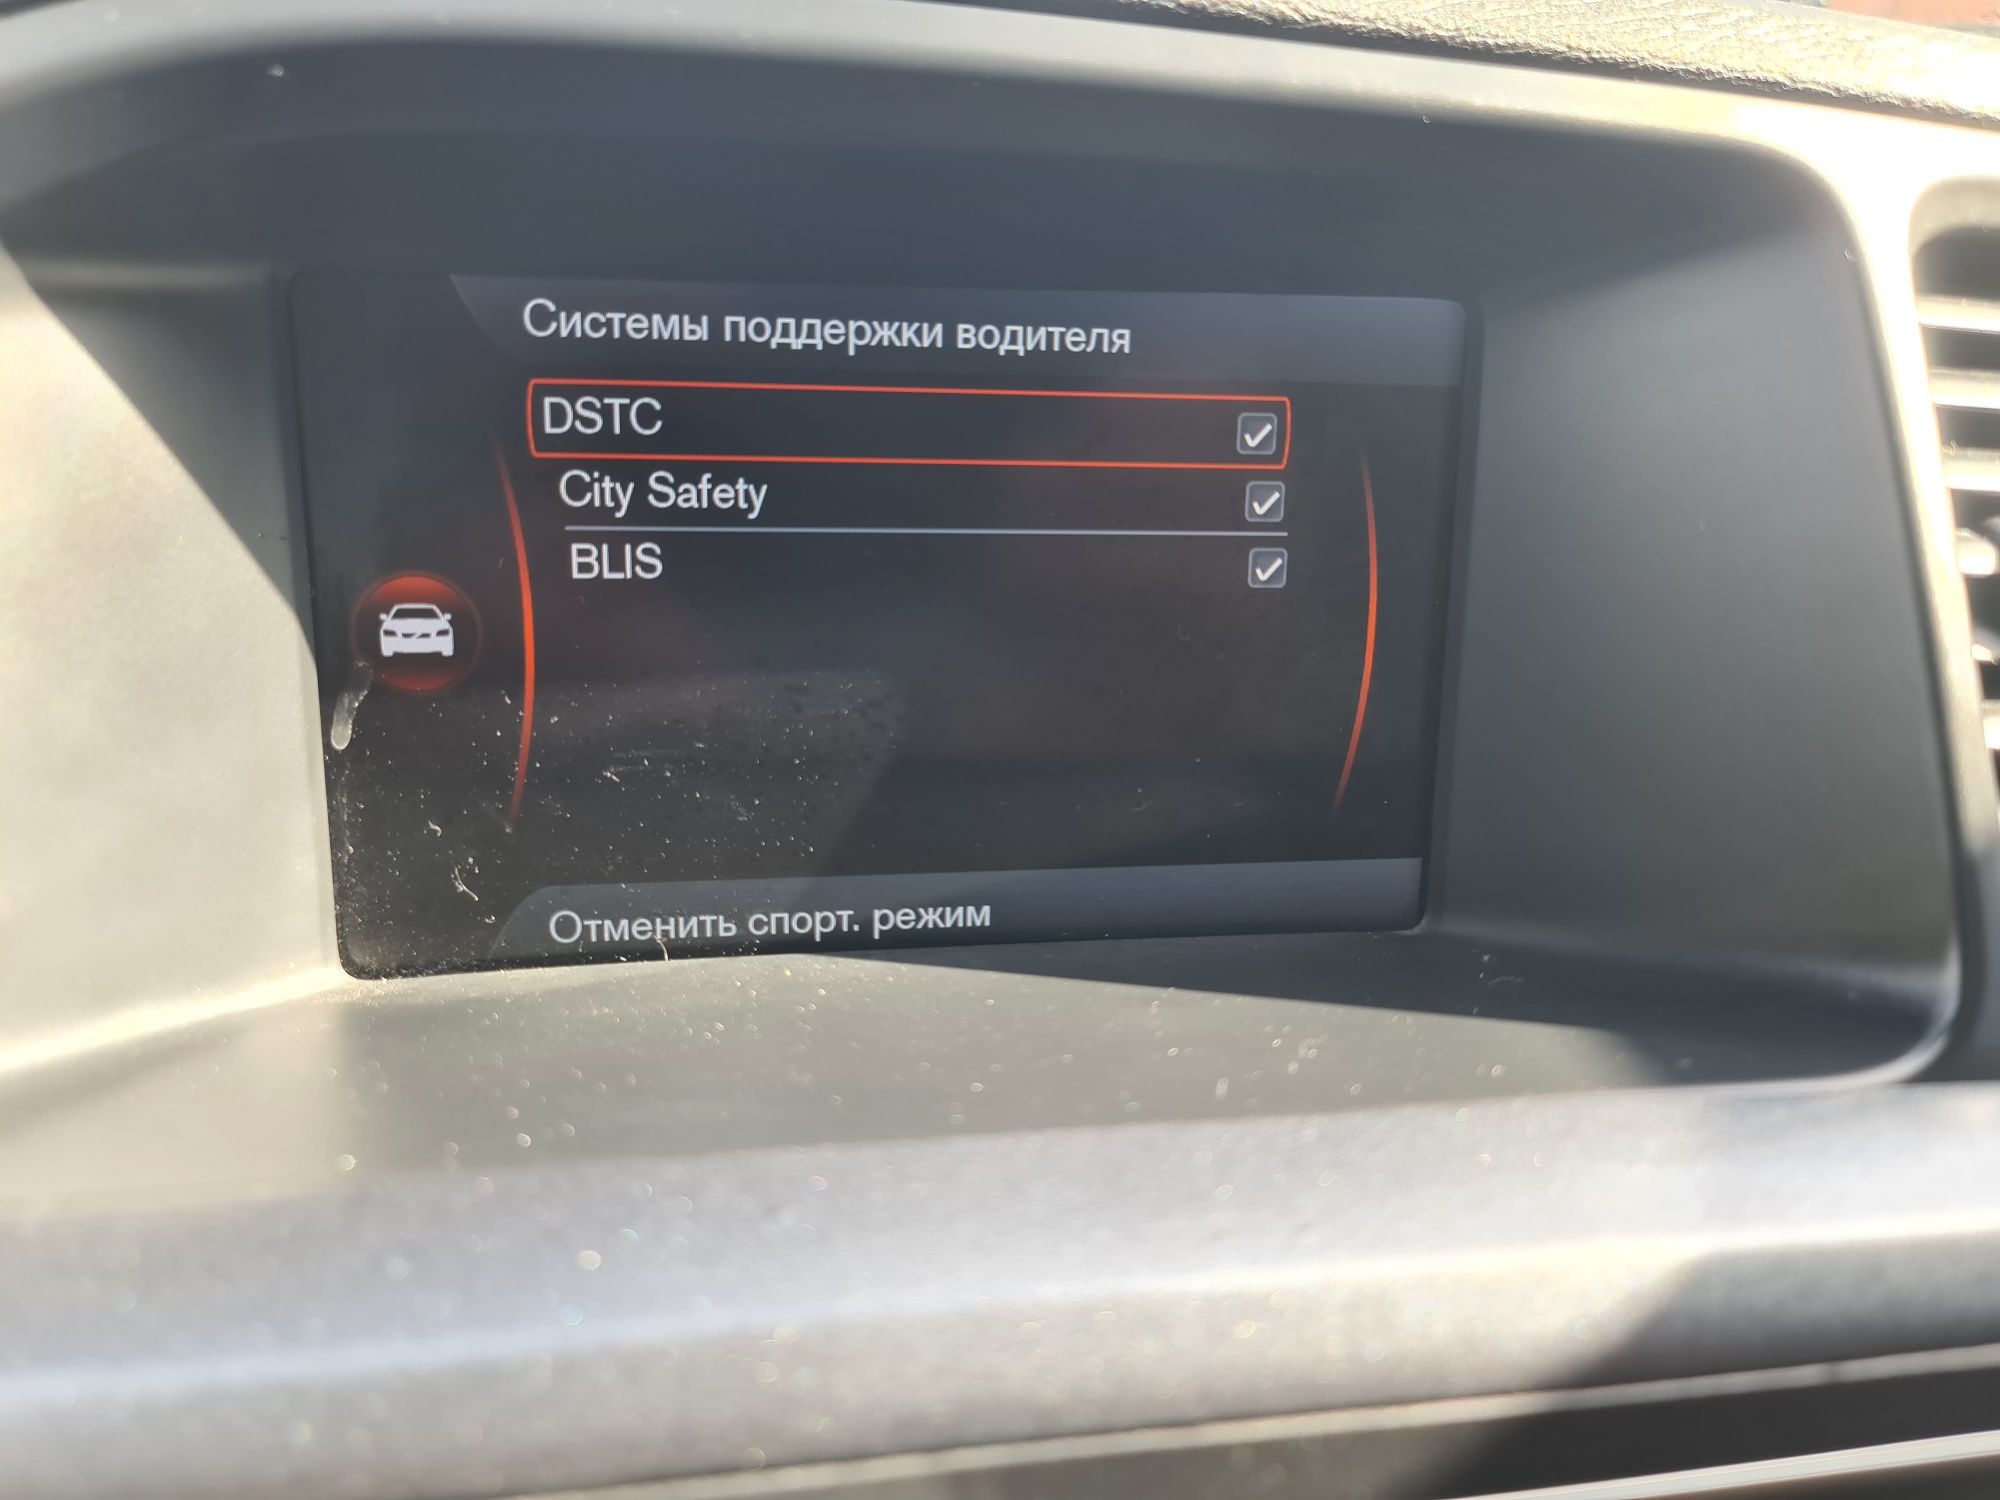 Системы поддержки водителя
DSTC
City Safety
BLIS
Отменить спорт. режим